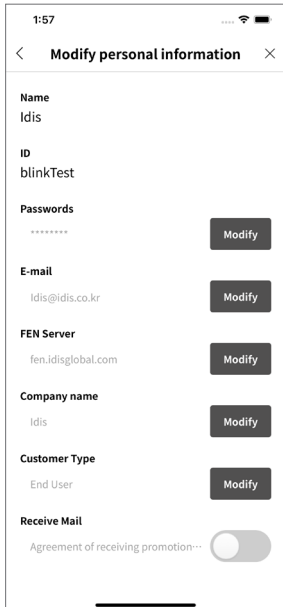 1:57
Modify personal information
Name
Idis
ID
blinkTest
Passwords
********
Modify
E-mail
Idis@idis.co.kr
Modify
FEN Server
fen.idisglobal.com
Modify
Company name
Idis
Modify
Customer Type
End User
Modify
Receive Mail
Agreement of receiving promotion…